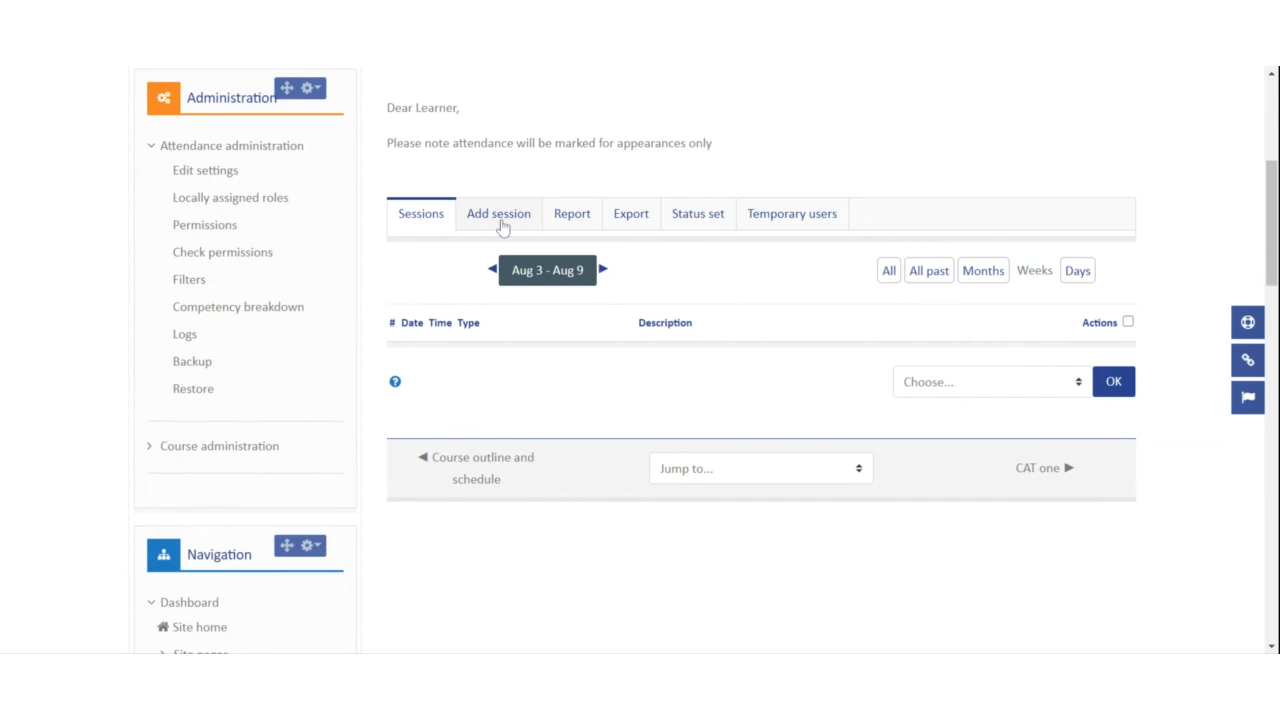 Administration
Attendance administration
Edit settings
Locally assigned roles
Permissions
Check permissions
Filters
Competency breakdown
Logs
Backup
Restore
Course administration
Navigation
Dashboard
Site home
Dear Learner,
Please note attendance will be marked for appearances only
Sessions Add session Report Export Status set Temporary users
Aug 3 - Aug 9 All All past Months Weeks Days
# Date Time Type Description Actions
Choose... OK
Course outline and
schedule
Jump to...
CAT one